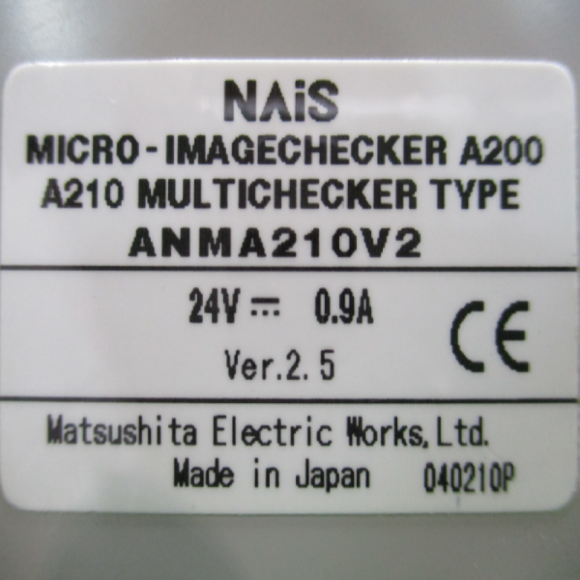 NAiS
MICRO-IMAGECHECKER A200
A210 MULTICHECKER TYPE
ANMA210V2
24V ⎓ 0.9A
Ver.2.5
CE
Matsushita Electric Works,Ltd.
Made in Japan 040210P